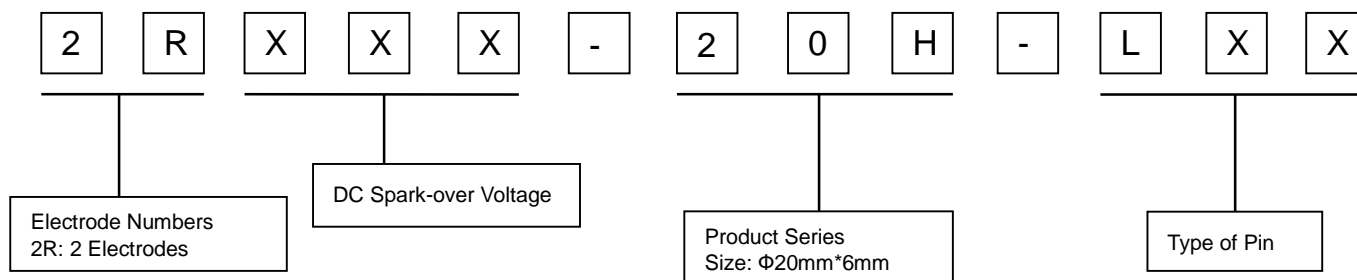 2 R X X X - 2 0 H - L X X
DC Spark-over Voltage
Electrode Numbers
2R: 2 Electrodes
Product Series
Size: Φ20mm*6mm
Type of Pin